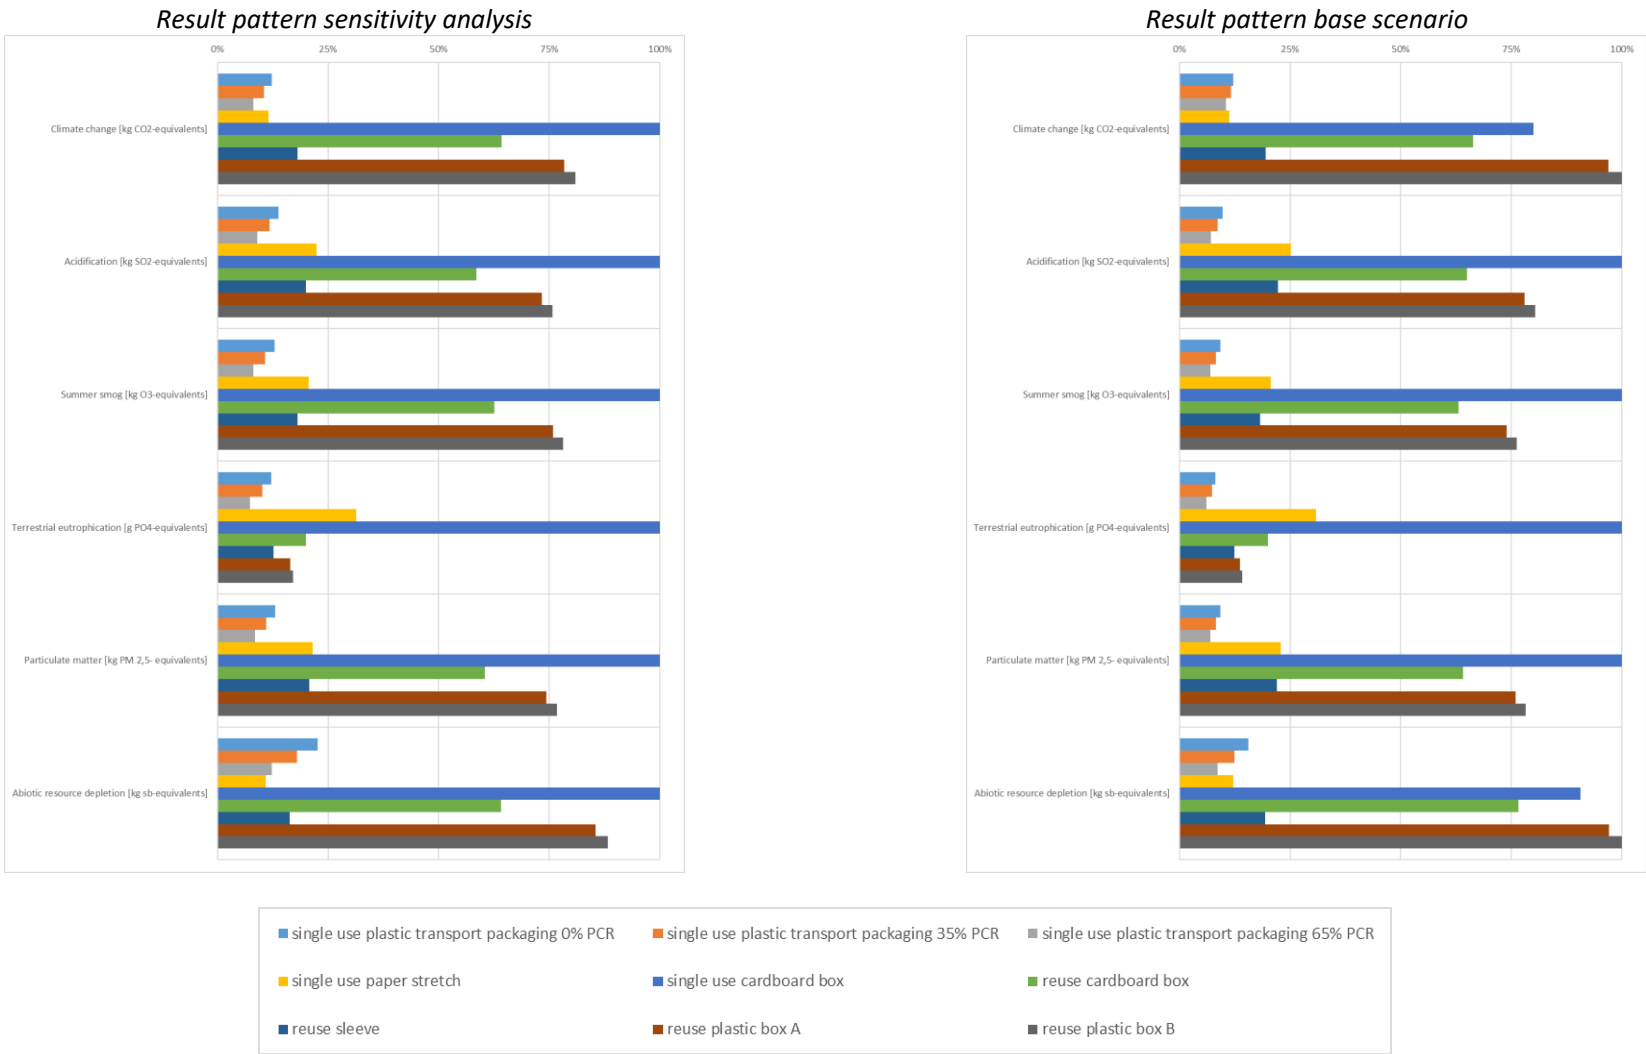 Result pattern sensitivity analysis
0% 25% 50% 75% 100%
Climate change [kg CO2-equivalents]
Acidification [kg SO2-equivalents]
Summer smog [kg O3-equivalents]
Terrestrial eutrophication [g PO4-equivalents]
Particulate matter [kg PM 2,5- equivalents]
Abiotic resource depletion [kg sb-equivalents]
Result pattern base scenario
0% 25% 50% 75% 100%
Climate change [kg CO2-equivalents]
Acidification [kg SO2-equivalents]
Summer smog [kg O3-equivalents]
Terrestrial eutrophication [g PO4-equivalents]
Particulate matter [kg PM 2,5- equivalents]
Abiotic resource depletion [kg sb-equivalents]
single use plastic transport packaging 0% PCR single use plastic transport packaging 35% PCR single use plastic transport packaging 65% PCR
single use paper stretch single use cardboard box reuse cardboard box
reuse sleeve reuse plastic box A reuse plastic box B